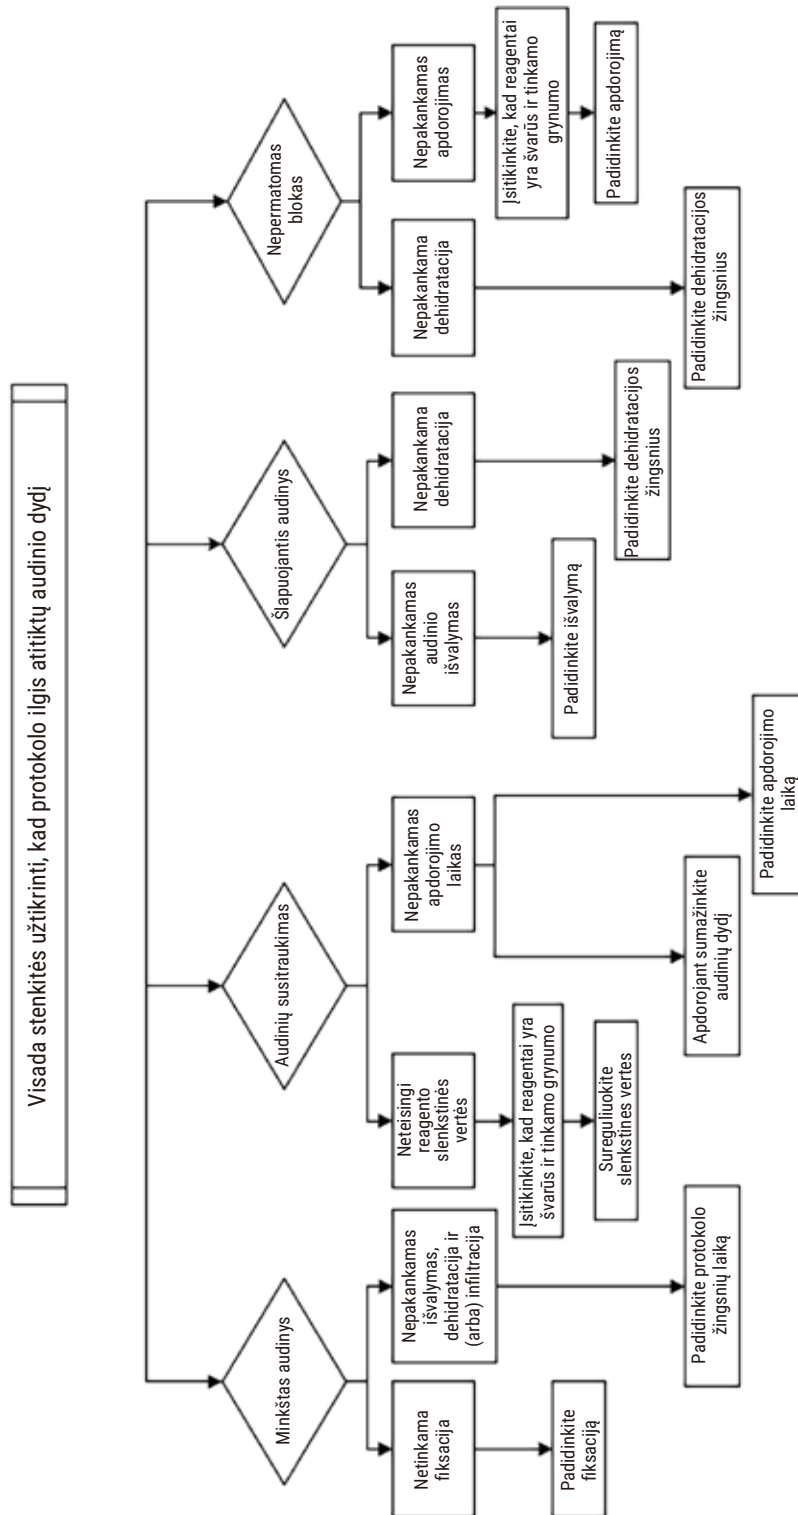 Visada stenkitės užtikrinti, kad protokolo ilgis atitiktų audinio dydį
Minkštas audinys
Audinių susitraukimas
Šlapuojantis audinys
Nepermatomas
blokas
Netinkama
fiksacija
Nepakankamas
išvalymas,
dehidratacija ir
(arba) infiltracija
Neteisingi
reagento
slenkstinės
vertės
Nepakankamas
apdorojimo
laikas
Nepakankamas
audinio
išvalymas
Nepakankama
dehidratacija
Nepakankama
dehidratacija
Nepakankamas
apdorojimas
Padidinkite
fiksaciją
Padidinkite protokolo
žingsnių laiką
Įsitikinkite, kad reagentai yra
švarūs ir tinkamo grynumo
Sureguliuokite
slenkstines vertes
Apdorojant sumažinkite
audinių dydį
Padidinkite apdorojimo
laiką
Padidinkite išvalymą
Padidinkite dehidratacijos
žingsnius
Padidinkite dehidratacijos
žingsnius
Įsitikinkite, kad reagentai
yra švarūs ir tinkamo
grynumo
Padidinkite apdorojimą